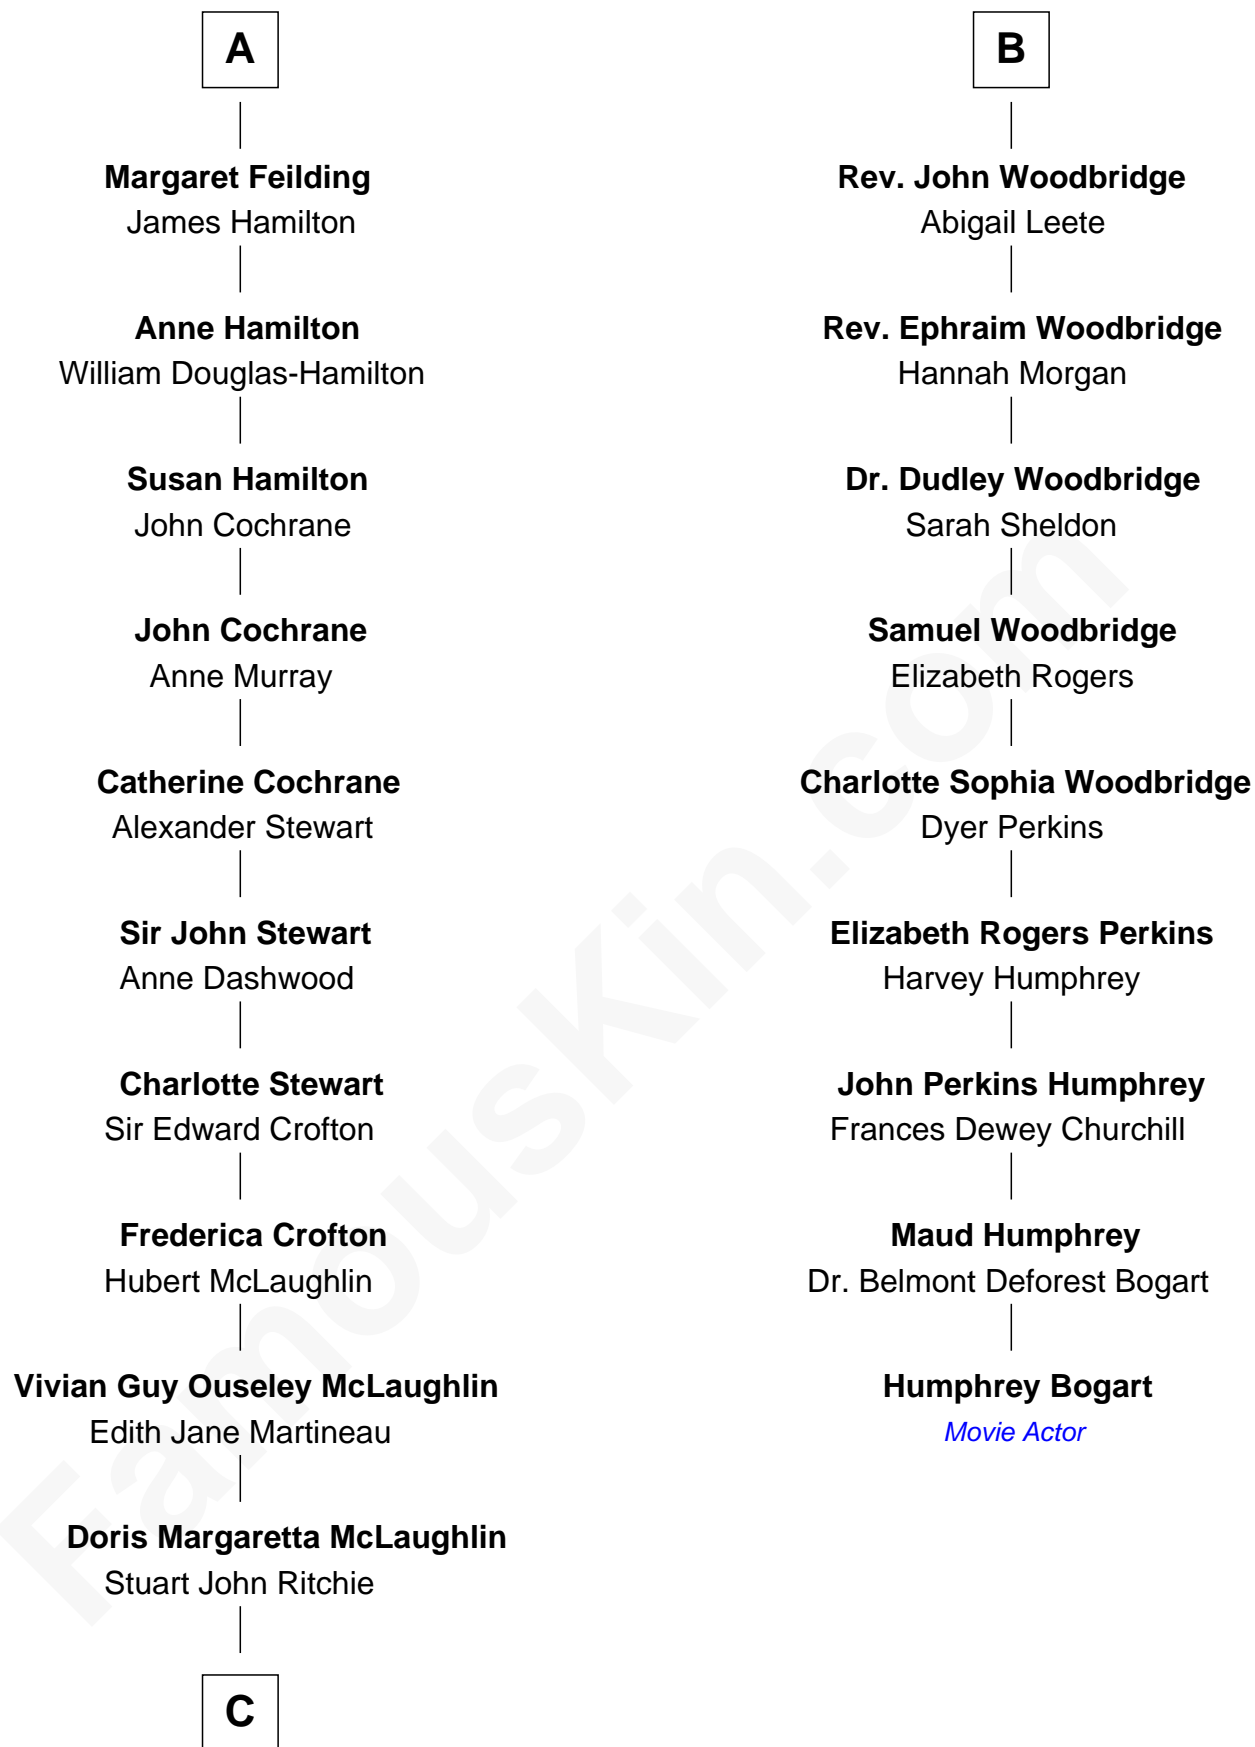 A
Margaret Feilding
James Hamilton
Anne Hamilton
William Douglas-Hamilton
Susan Hamilton
John Cochrane
John Cochrane
Anne Murray
Catherine Cochrane
Alexander Stewart
Sir John Stewart
Anne Dashwood
Charlotte Stewart
Sir Edward Crofton
Frederica Crofton
Hubert McLaughlin
Vivian Guy Ouseley McLaughlin
Edith Jane Martineau
Doris Margaretta McLaughlin
Stuart John Ritchie
C
B
Rev. John Woodbridge
Abigail Leete
Rev. Ephraim Woodbridge
Hannah Morgan
Dr. Dudley Woodbridge
Sarah Sheldon
Samuel Woodbridge
Elizabeth Rogers
Charlotte Sophia Woodbridge
Dyer Perkins
Elizabeth Rogers Perkins
Harvey Humphrey
John Perkins Humphrey
Frances Dewey Churchill
Maud Humphrey
Dr. Belmont Deforest Bogart
Humphrey Bogart
Movie Actor
FamousKin.com